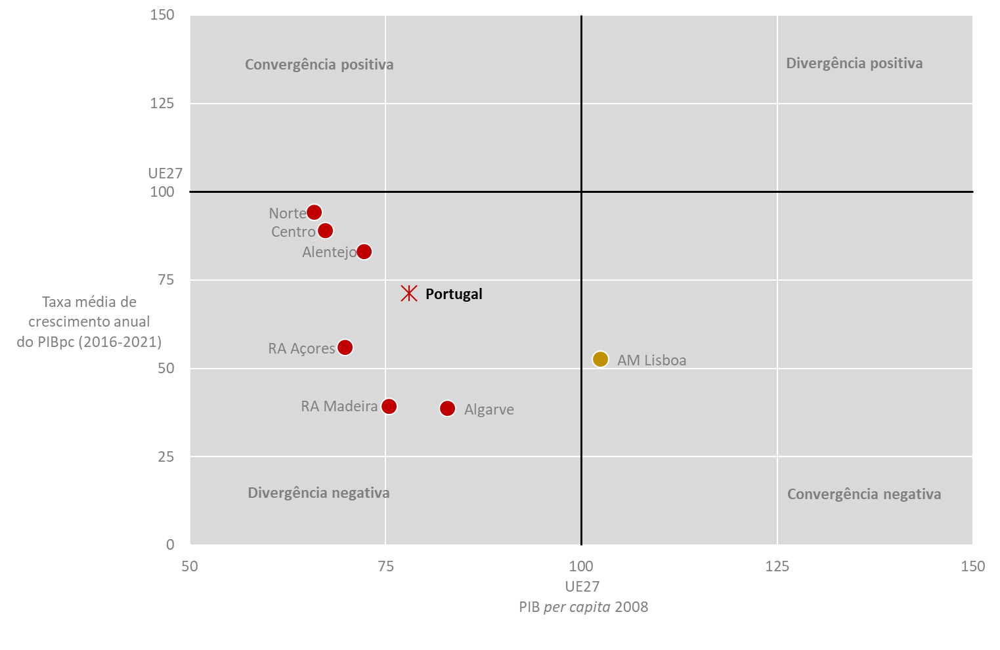 150
Convergência positiva
Divergência positiva
125
UE27
100
Norte
Centro
Alentejo
75
Portugal
Taxa média de
crescimento anual
do PIBpc (2016-2021)
RA Açores
AM Lisboa
50
RA Madeira
Algarve
25
Divergência negativa
Convergência negativa
0
50 75 100 125 150
UE27
PIB per capita 2008